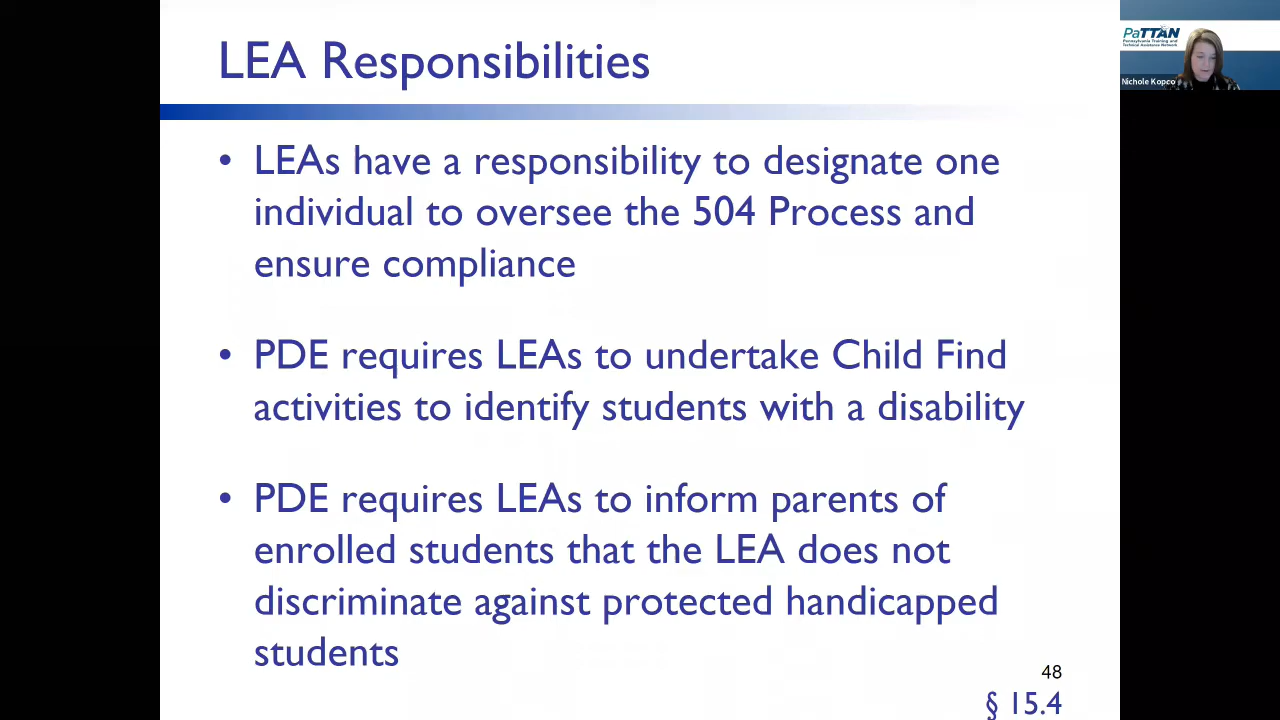 LEA Responsibilities
PaTTAN
Pennsylvania Training and
Technical Assistance Network
Nichole Kopco
• LEAs have a responsibility to designate one
individual to oversee the 504 Process and
ensure compliance
• PDE requires LEAs to undertake Child Find
activities to identify students with a disability
• PDE requires LEAs to inform parents of
enrolled students that the LEA does not
discriminate against protected handicapped
students
48
§ 15.4